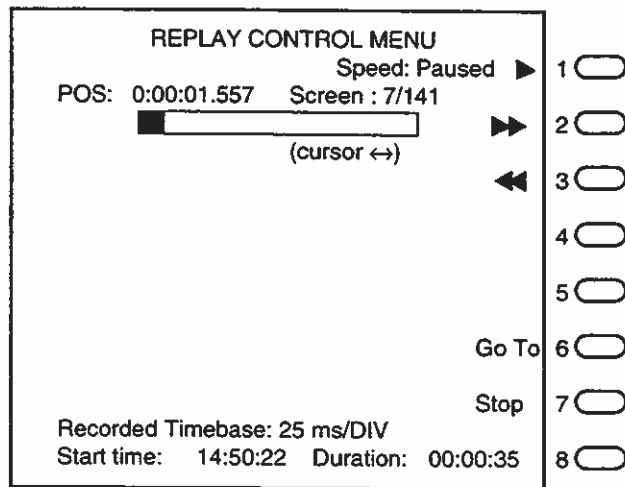 REPLAY CONTROL MENU
Speed: Paused ▶ 1
POS: 0:00:01.557 Screen : 7/141
▶▶ 2
(cursor ↔)
◀◀ 3
4
5
Go To 6
Stop 7
Recorded Timebase: 25 ms/DIV
Start time: 14:50:22 Duration: 00:00:35 8